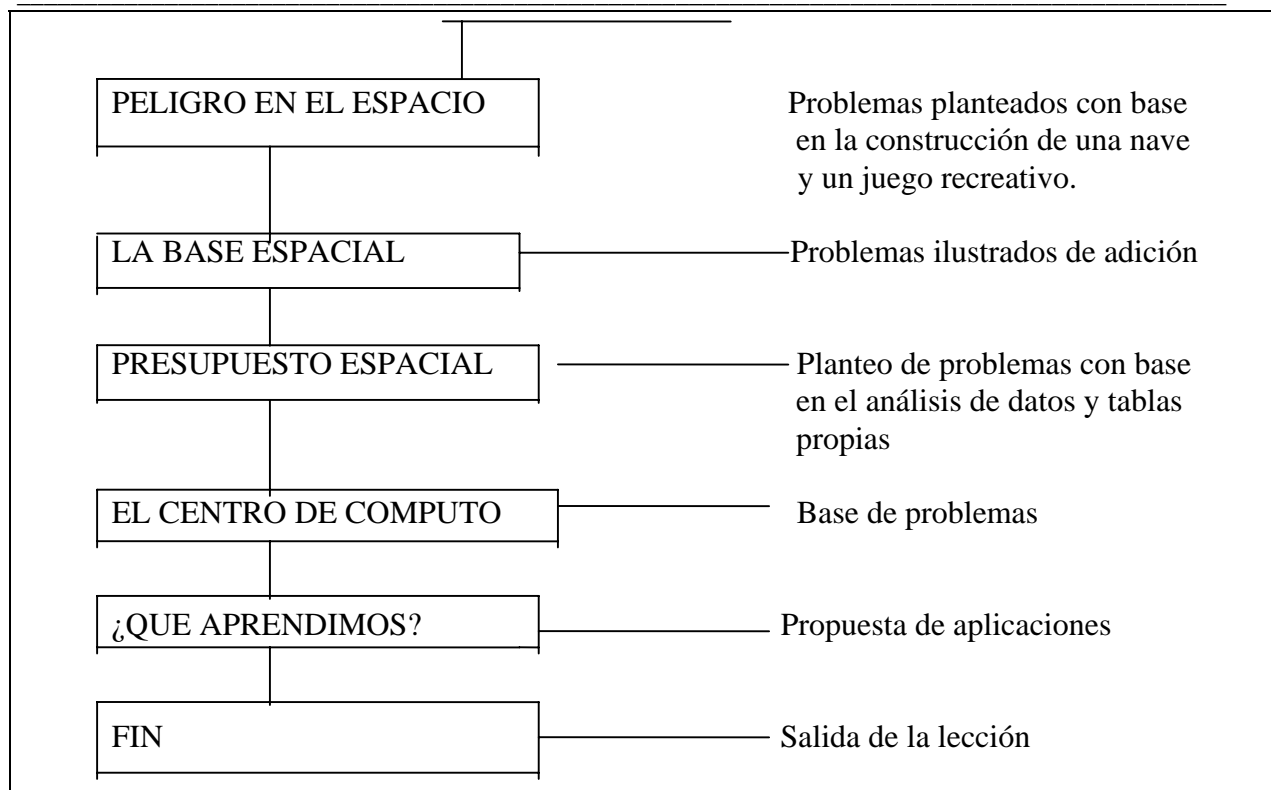 PELIGRO EN EL ESPACIO
Problemas planteados con base
en la construcción de una nave
y un juego recreativo.
LA BASE ESPACIAL
Problemas ilustrados de adición
PRESUPUESTO ESPACIAL
Planteo de problemas con base
en el análisis de datos y tablas
propias
EL CENTRO DE COMPUTO
Base de problemas
¿QUE APRENDIMOS?
Propuesta de aplicaciones
FIN
Salida de la lección